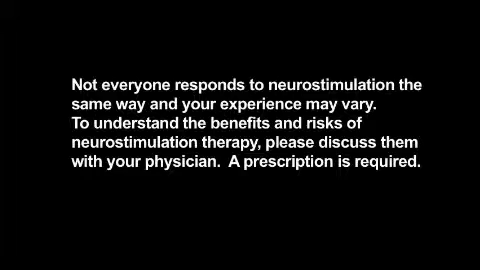 Not everyone responds to neurostimulation the
same way and your experience may vary.
To understand the benefits and risks of
neurostimulation therapy, please discuss them
with your physician.  A prescription is required.